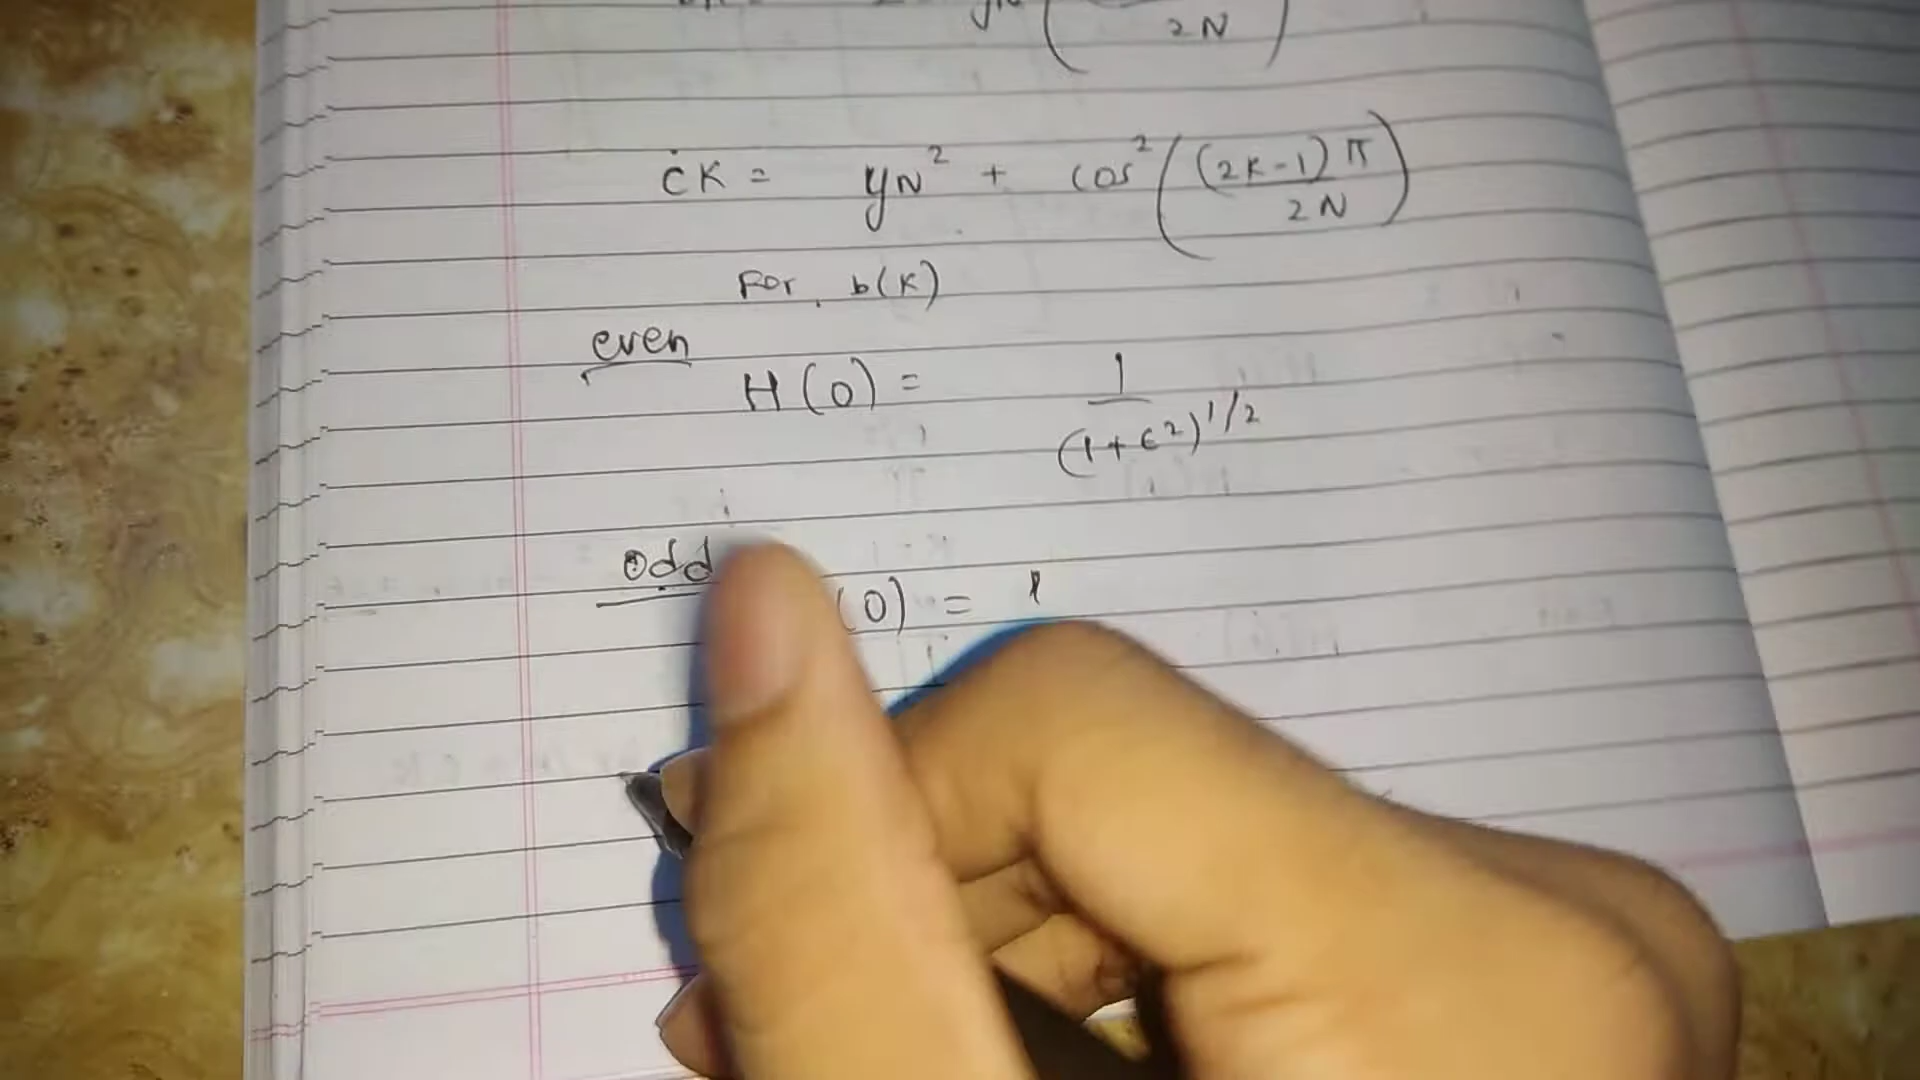 2N
CK = yN² + cos² ( (2K-1) π / 2N )
For b(K)
even
H(0) = 1 / (1+ϵ²)^1/2
odd
(0) = 1